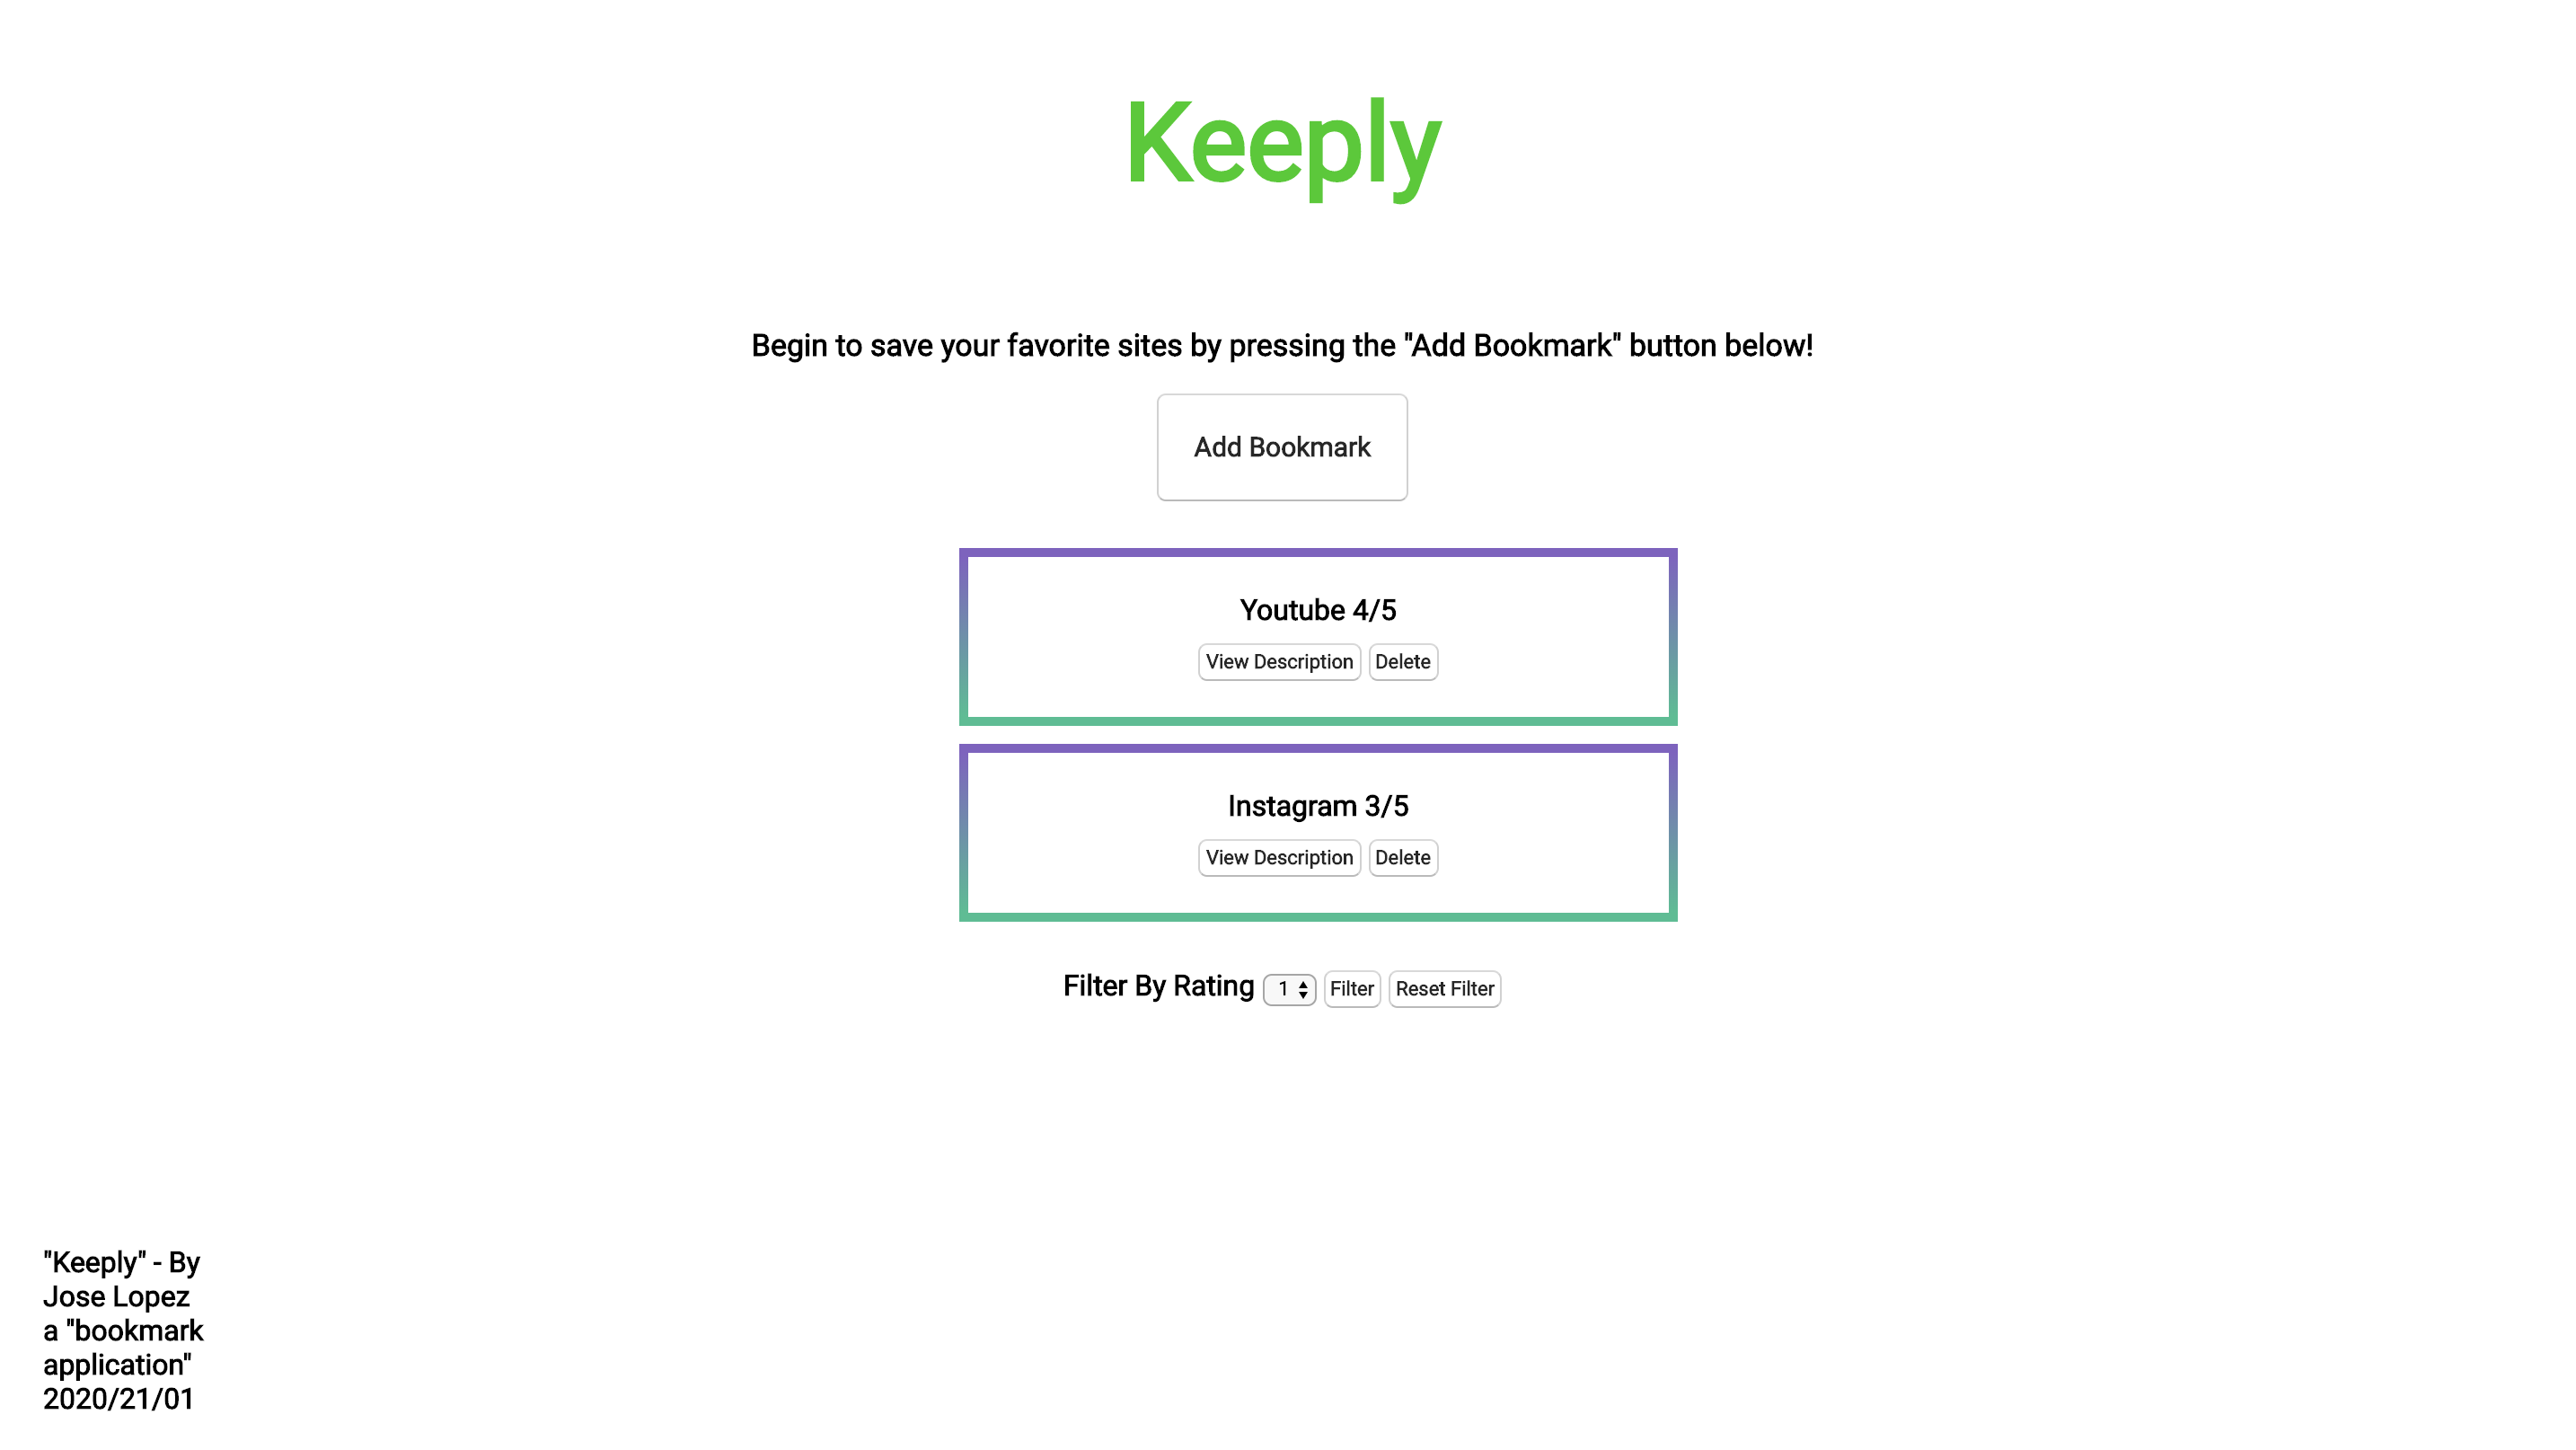 Keeply
Begin to save your favorite sites by pressing the "Add Bookmark" button below!
Add Bookmark
Youtube 4/5
View Description Delete
Instagram 3/5
View Description Delete
Filter By Rating 1 Filter Reset Filter
"Keeply" - By
Jose Lopez
a "bookmark
application"
2020/21/01